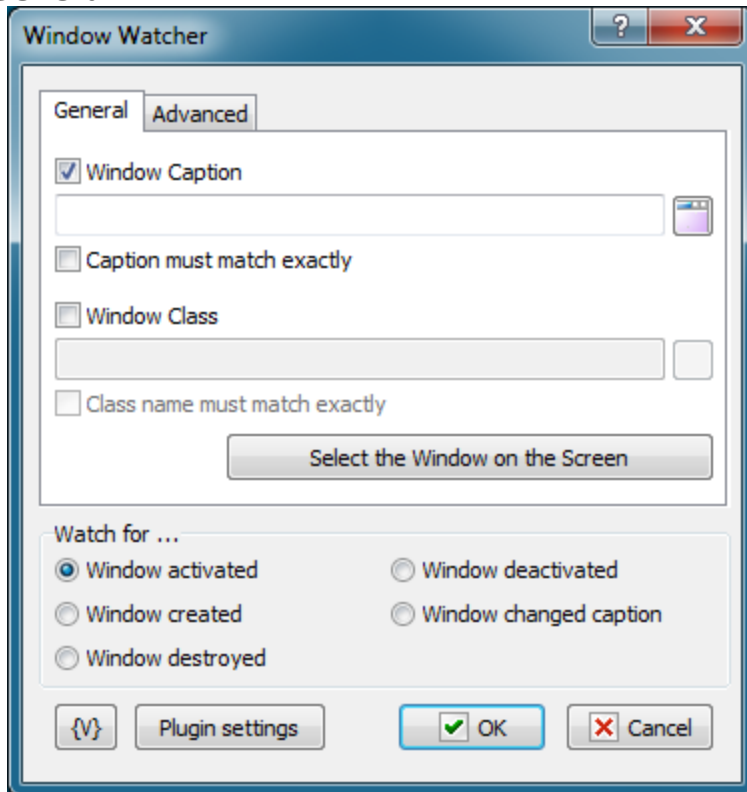 Window Watcher
?
General Advanced
Window Caption
Caption must match exactly
Window Class
Class name must match exactly
Select the Window on the Screen
Watch for ...
Window activated Window deactivated
Window created Window changed caption
Window destroyed
{V} Plugin settings OK Cancel